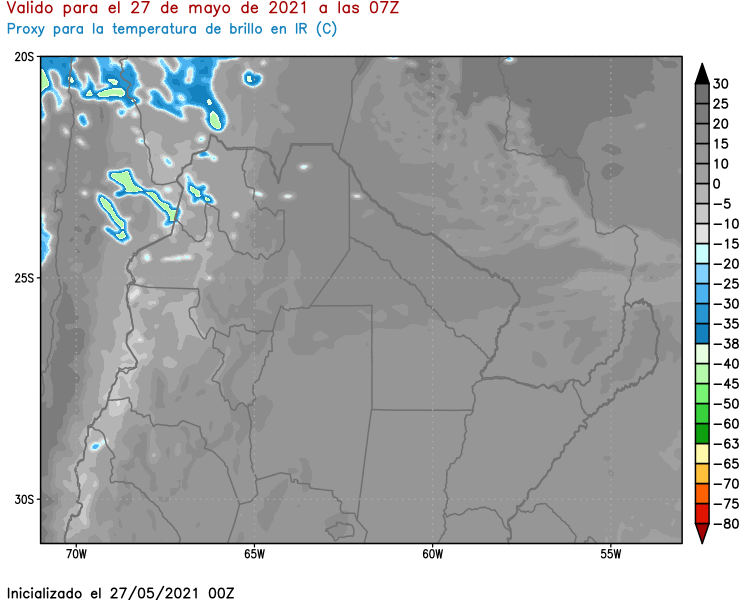 Valido para el 27 de mayo de 2021 a las 07Z
Proxy para la temperatura de brillo en IR (C)
20S
25S
30S
70W
65W
60W
55W
30
25
20
15
10
0
−5
−10
−15
−20
−25
−30
−35
−38
−40
−45
−50
−60
−63
−65
−70
−75
−80
Inicializado el 27/05/2021 00Z